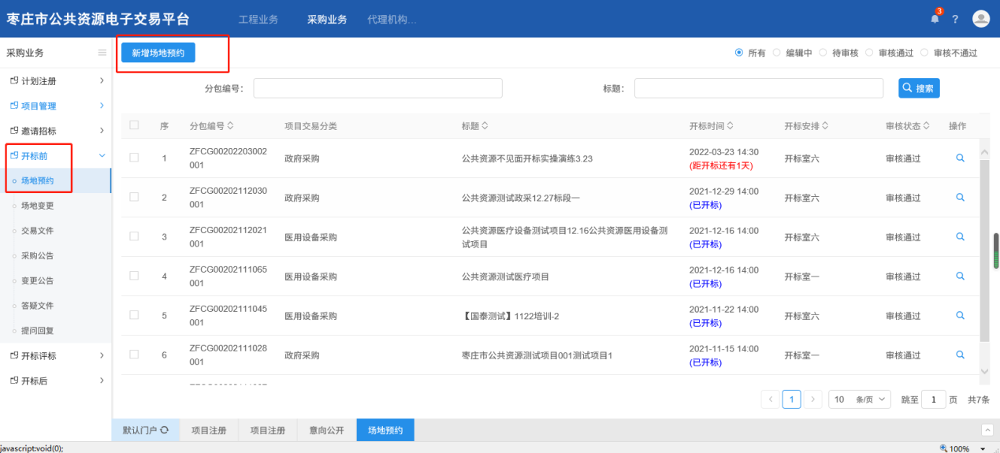 枣庄市公共资源电子交易平台
工程业务
采购业务
代理机构...
3
?
采购业务
新增场地预约
所有
编辑中
待审核
审核通过
审核不通过
计划注册
项目管理
邀请招标
开标前
场地预约
场地变更
交易文件
采购公告
变更公告
答疑文件
提问回复
开标评标
开标后
分包编号：
标题：
搜索
序 分包编号 项目交易分类 标题 开标时间 开标安排 审核状态 操作
1 ZFCG00202203002 政府采购 公共资源不见面开标实操演练3.23 2022-03-23 14:30 开标室六 审核通过
001 (距开标还有1天)
2 ZFCG00202112030 政府采购 公共资源测试政采12.27标段一 2021-12-29 14:00 开标室六 审核通过
001 (已开标)
3 ZFCG00202112021 医用设备采购 公共资源医疗设备测试项目12.16公共资源医用设备测 2021-12-16 14:00 开标室六 审核通过
001 试项目 (已开标)
4 ZFCG00202111065 医用设备采购 公共资源测试医疗项目 2021-12-16 14:00 开标室一 审核通过
001 (已开标)
5 ZFCG00202111045 医用设备采购 【国泰测试】1122培训-2 2021-11-22 14:00 开标室六 审核通过
001 (已开标)
6 ZFCG00202111028 政府采购 枣庄市公共资源测试项目001测试项目1 2021-11-15 14:00 开标室一 审核通过
001 (已开标)
1 10 条/页 跳至 1 页 共7条
默认门户 项目注册 项目注册 意向公开 场地预约
javascript:void(0);
100%